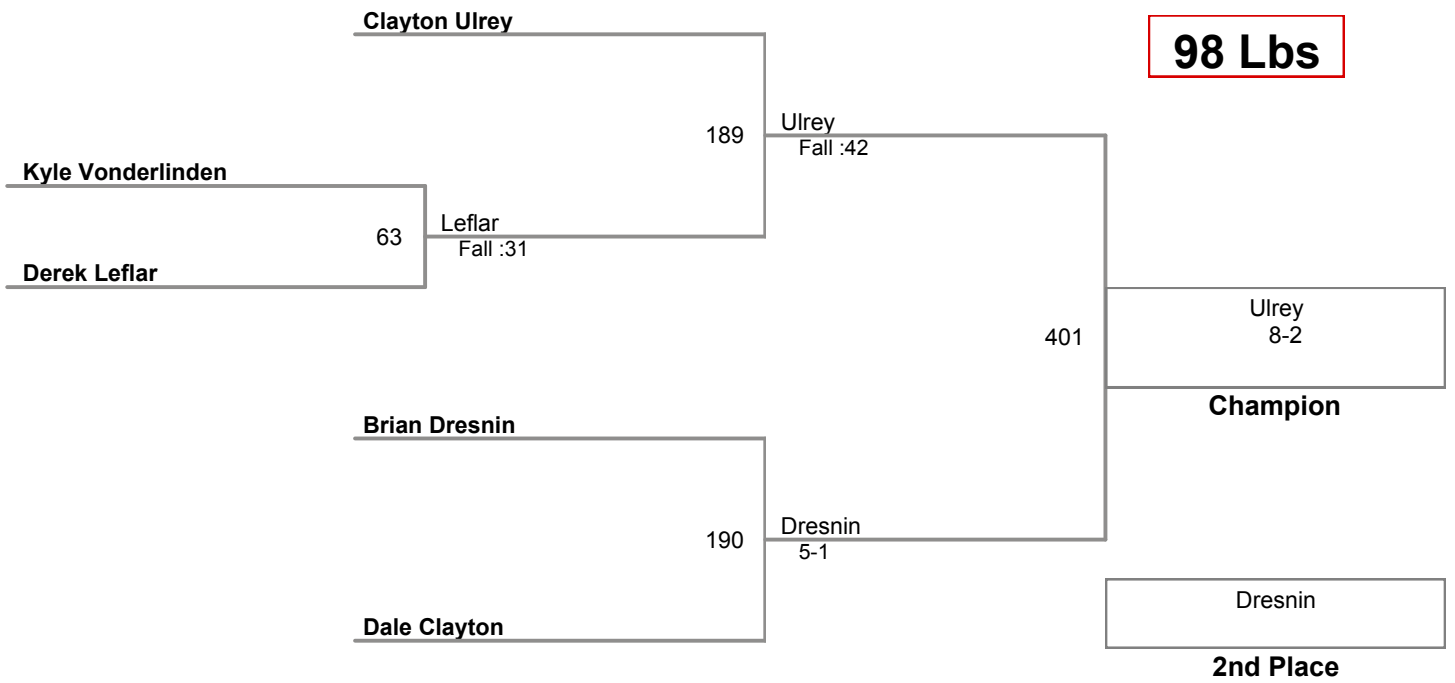 Clayton Ulrey
98 Lbs
189
Ulrey
Fall :42
Kyle Vonderlinden
63
Leflar
Fall :31
Derek Leflar
401
Ulrey
8-2
Champion
Brian Dresnin
190
Dresnin
5-1
Dresnin
Dale Clayton
2nd Place